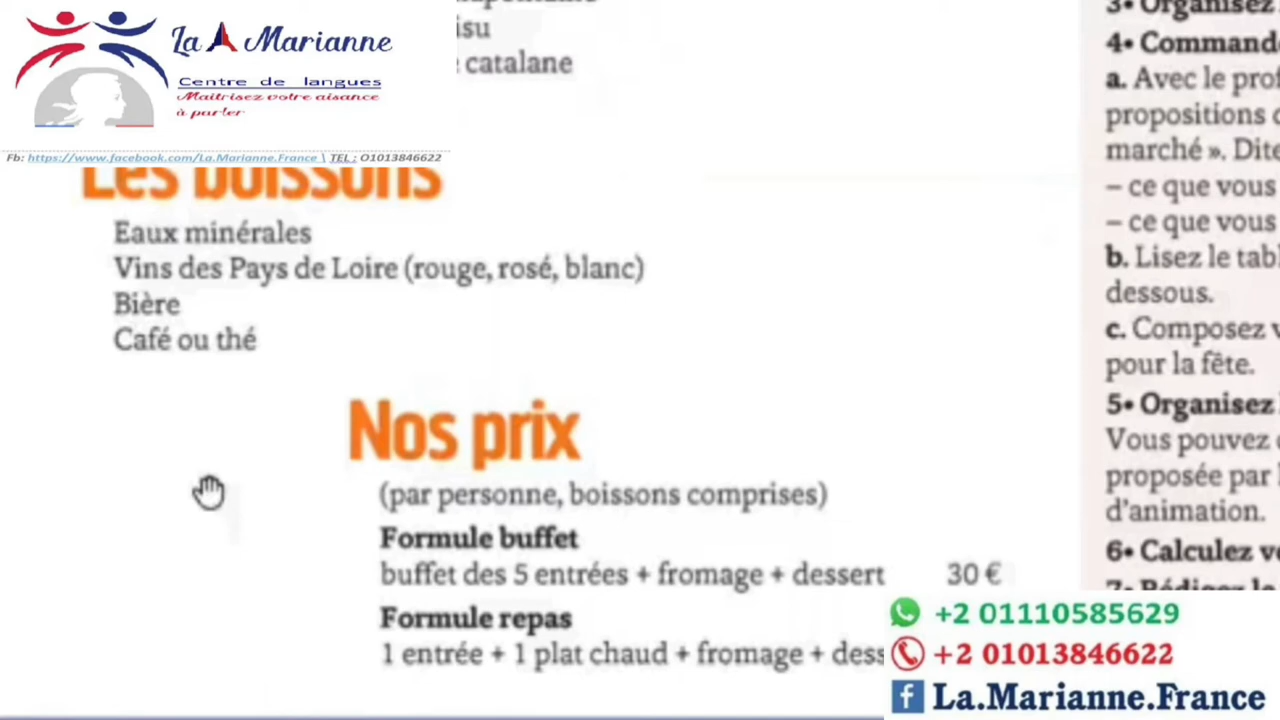 La Marianne
Centre de langues
Maîtrisez votre aisance
à parler
Fb: https://www.facebook.com/La.Marianne.France \ TEL : 01013846622
catalane
Les boissons
Eaux minérales
Vins des Pays de Loire (rouge, rosé, blanc)
Bière
Café ou thé
Nos prix
(par personne, boissons comprises)
Formule buffet
buffet des 5 entrées + fromage + dessert 30 €
Formule repas
1 entrée + 1 plat chaud + fromage + dess
3• Organisez
4• Command
a. Avec le prof
propositions
marché ». Dite
– ce que vous
– ce que vous
b. Lisez le tabl
dessous.
c. Composez v
pour la fête.
5• Organisez
Vous pouvez
proposée par
d'animation.
6• Calculez v
+2 01110585629
+2 01013846622
La.Marianne.France